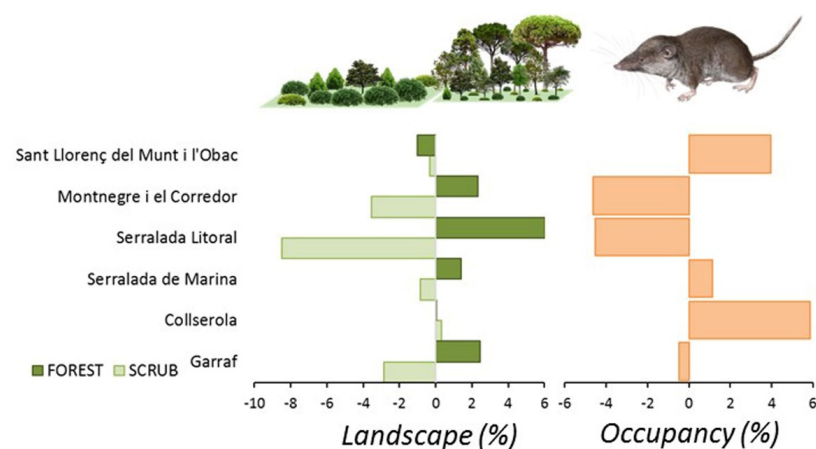 Sant Llorenç del Munt i l'Obac
Montnegre i el Corredor
Serralada Litoral
Serralada de Marina
Collserola
Garraf
FOREST SCRUB
-10 -8 -6 -4 -2 0 2 4 6
-6 -4 -2 0 2 4 6
Landscape (%) Occupancy (%)